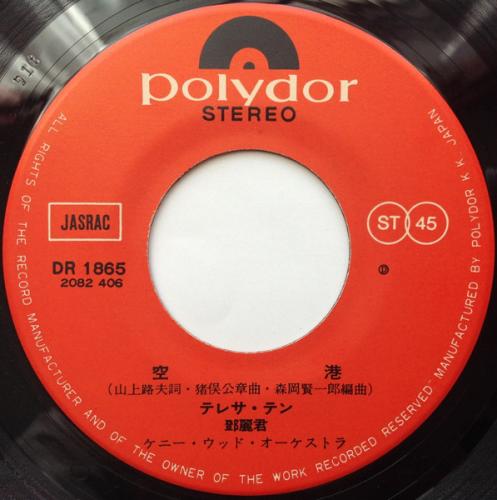 polydor
STEREO
918
JASRAC
ST 45
DR 1865
2082 406
空 港
(山上路夫詞・猪俣公章曲・森岡賢一郎編曲)
テレサ・テン
鄧麗君
ケニー・ウッド・オーケストラ
ALL RIGHTS OF THE RECORD MANUFACTURER AND OF THE OWNER OF THE WORK RECORDED RESERVED MANUFACTURED BY POLYDOR K. K. JAPAN